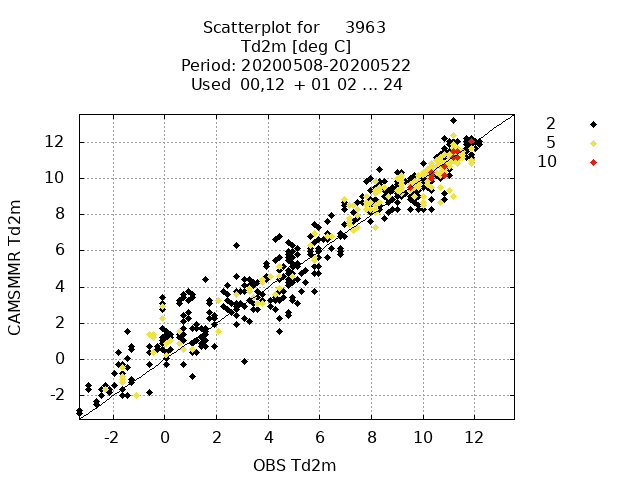 Scatterplot for 3963
Td2m [deg C]
Period: 20200508-20200522
Used 00,12 + 01 02 ... 24
2
5
10
CAMSMMR Td2m
12
10
8
6
4
2
0
-2
-2 0 2 4 6 8 10 12
OBS Td2m